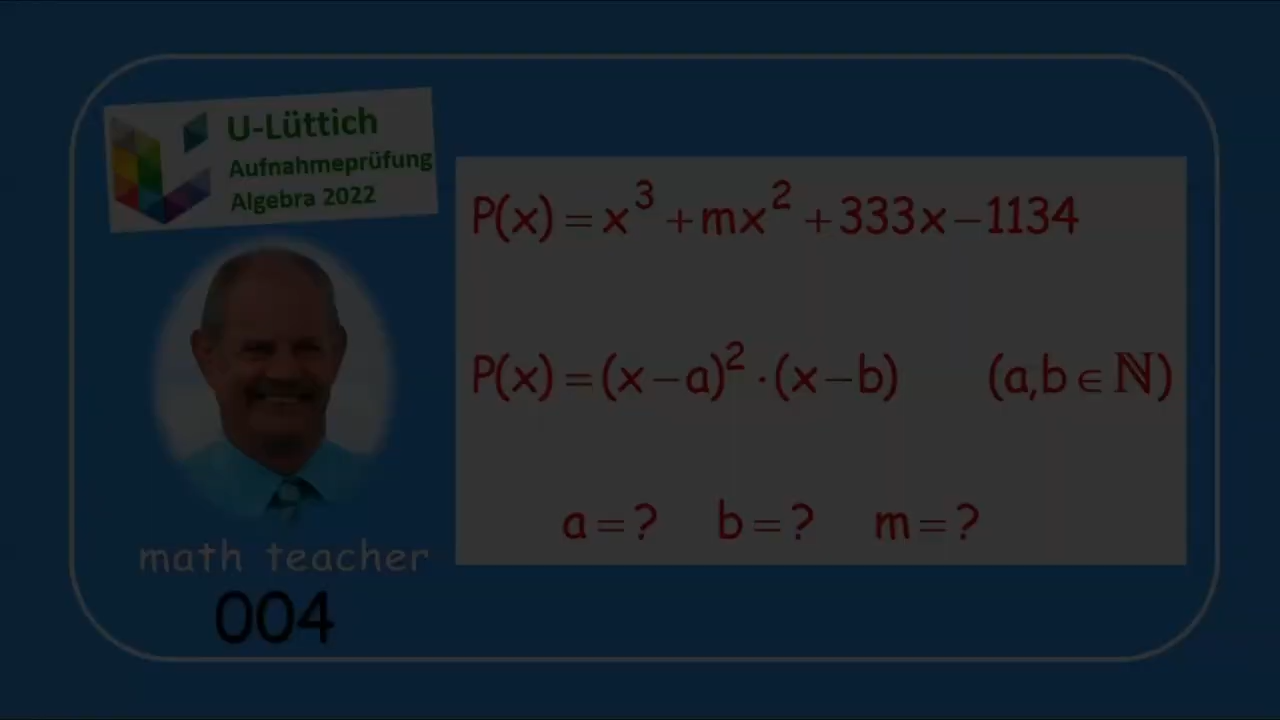 U-Lüttich
Aufnahmeprüfung
Algebra 2022
P(x) = x³ + mx² + 333x − 1134
P(x) = (x − a)² · (x − b) (a,b ∈ ℕ)
a = ? b = ? m = ?
math teacher
004